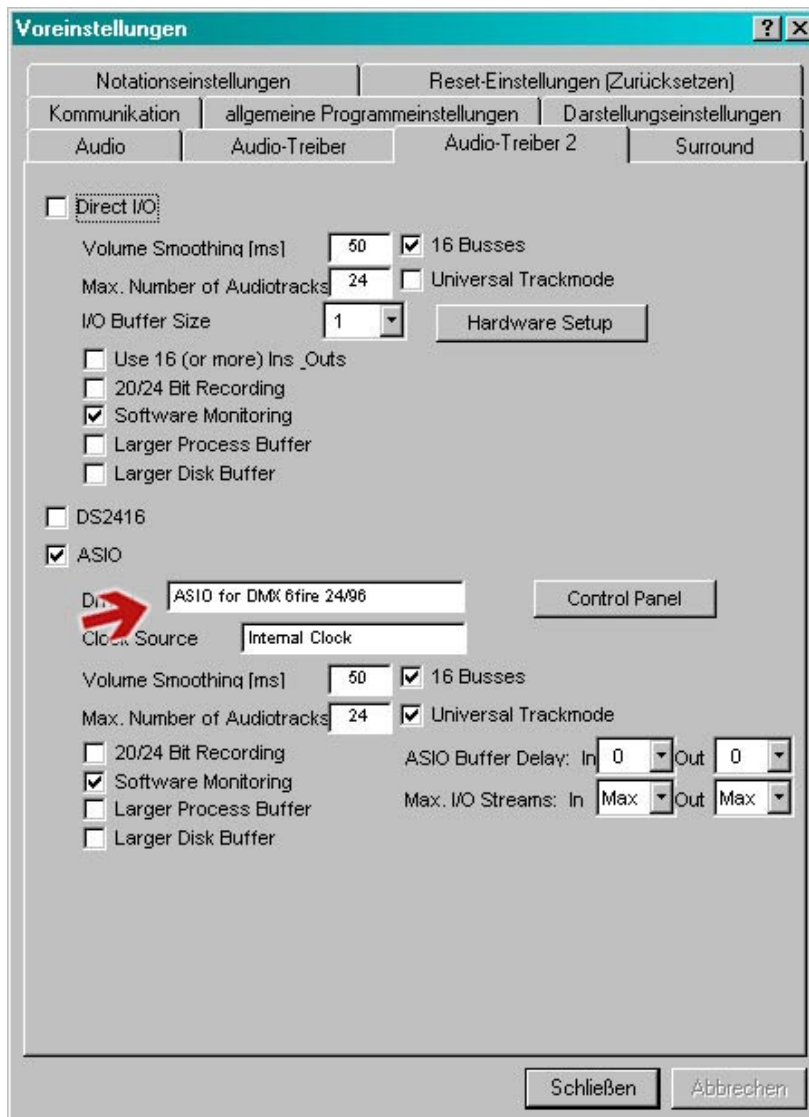 Voreinstellungen
Notationseinstellungen Reset-Einstellungen (Zurücksetzen)
Kommunikation allgemeine Programmeinstellungen Darstellungseinstellungen
Audio Audio-Treiber Audio-Treiber 2 Surround
Direct I/O
Volume Smoothing [ms] 50 16 Busses
Max. Number of Audiotracks 24 Universal Trackmode
I/O Buffer Size 1 Hardware Setup
Use 16 (or more) Ins_Outs
20/24 Bit Recording
Software Monitoring
Larger Process Buffer
Larger Disk Buffer
DS2416
ASIO
ASIO for DMX 6fire 24/96 Control Panel
Clock Source Internal Clock
Volume Smoothing [ms] 50 16 Busses
Max. Number of Audiotracks 24 Universal Trackmode
20/24 Bit Recording ASIO Buffer Delay: In 0 Out 0
Software Monitoring
Larger Process Buffer Max. I/O Streams: In Max Out Max
Larger Disk Buffer
Schließen Abbrechen